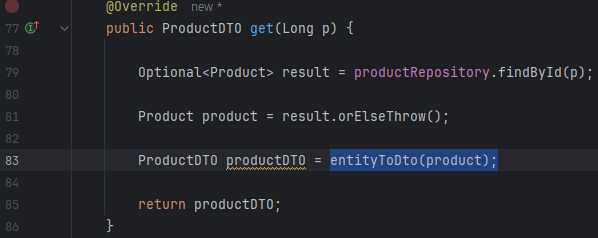 @Override new *
77 public ProductDTO get(Long p) {
78
79 Optional<Product> result = productRepository.findById(p);
80
81 Product product = result.orElseThrow();
82
83 ProductDTO productDTO = entityToDto(product);
84
85 return productDTO;
86 }